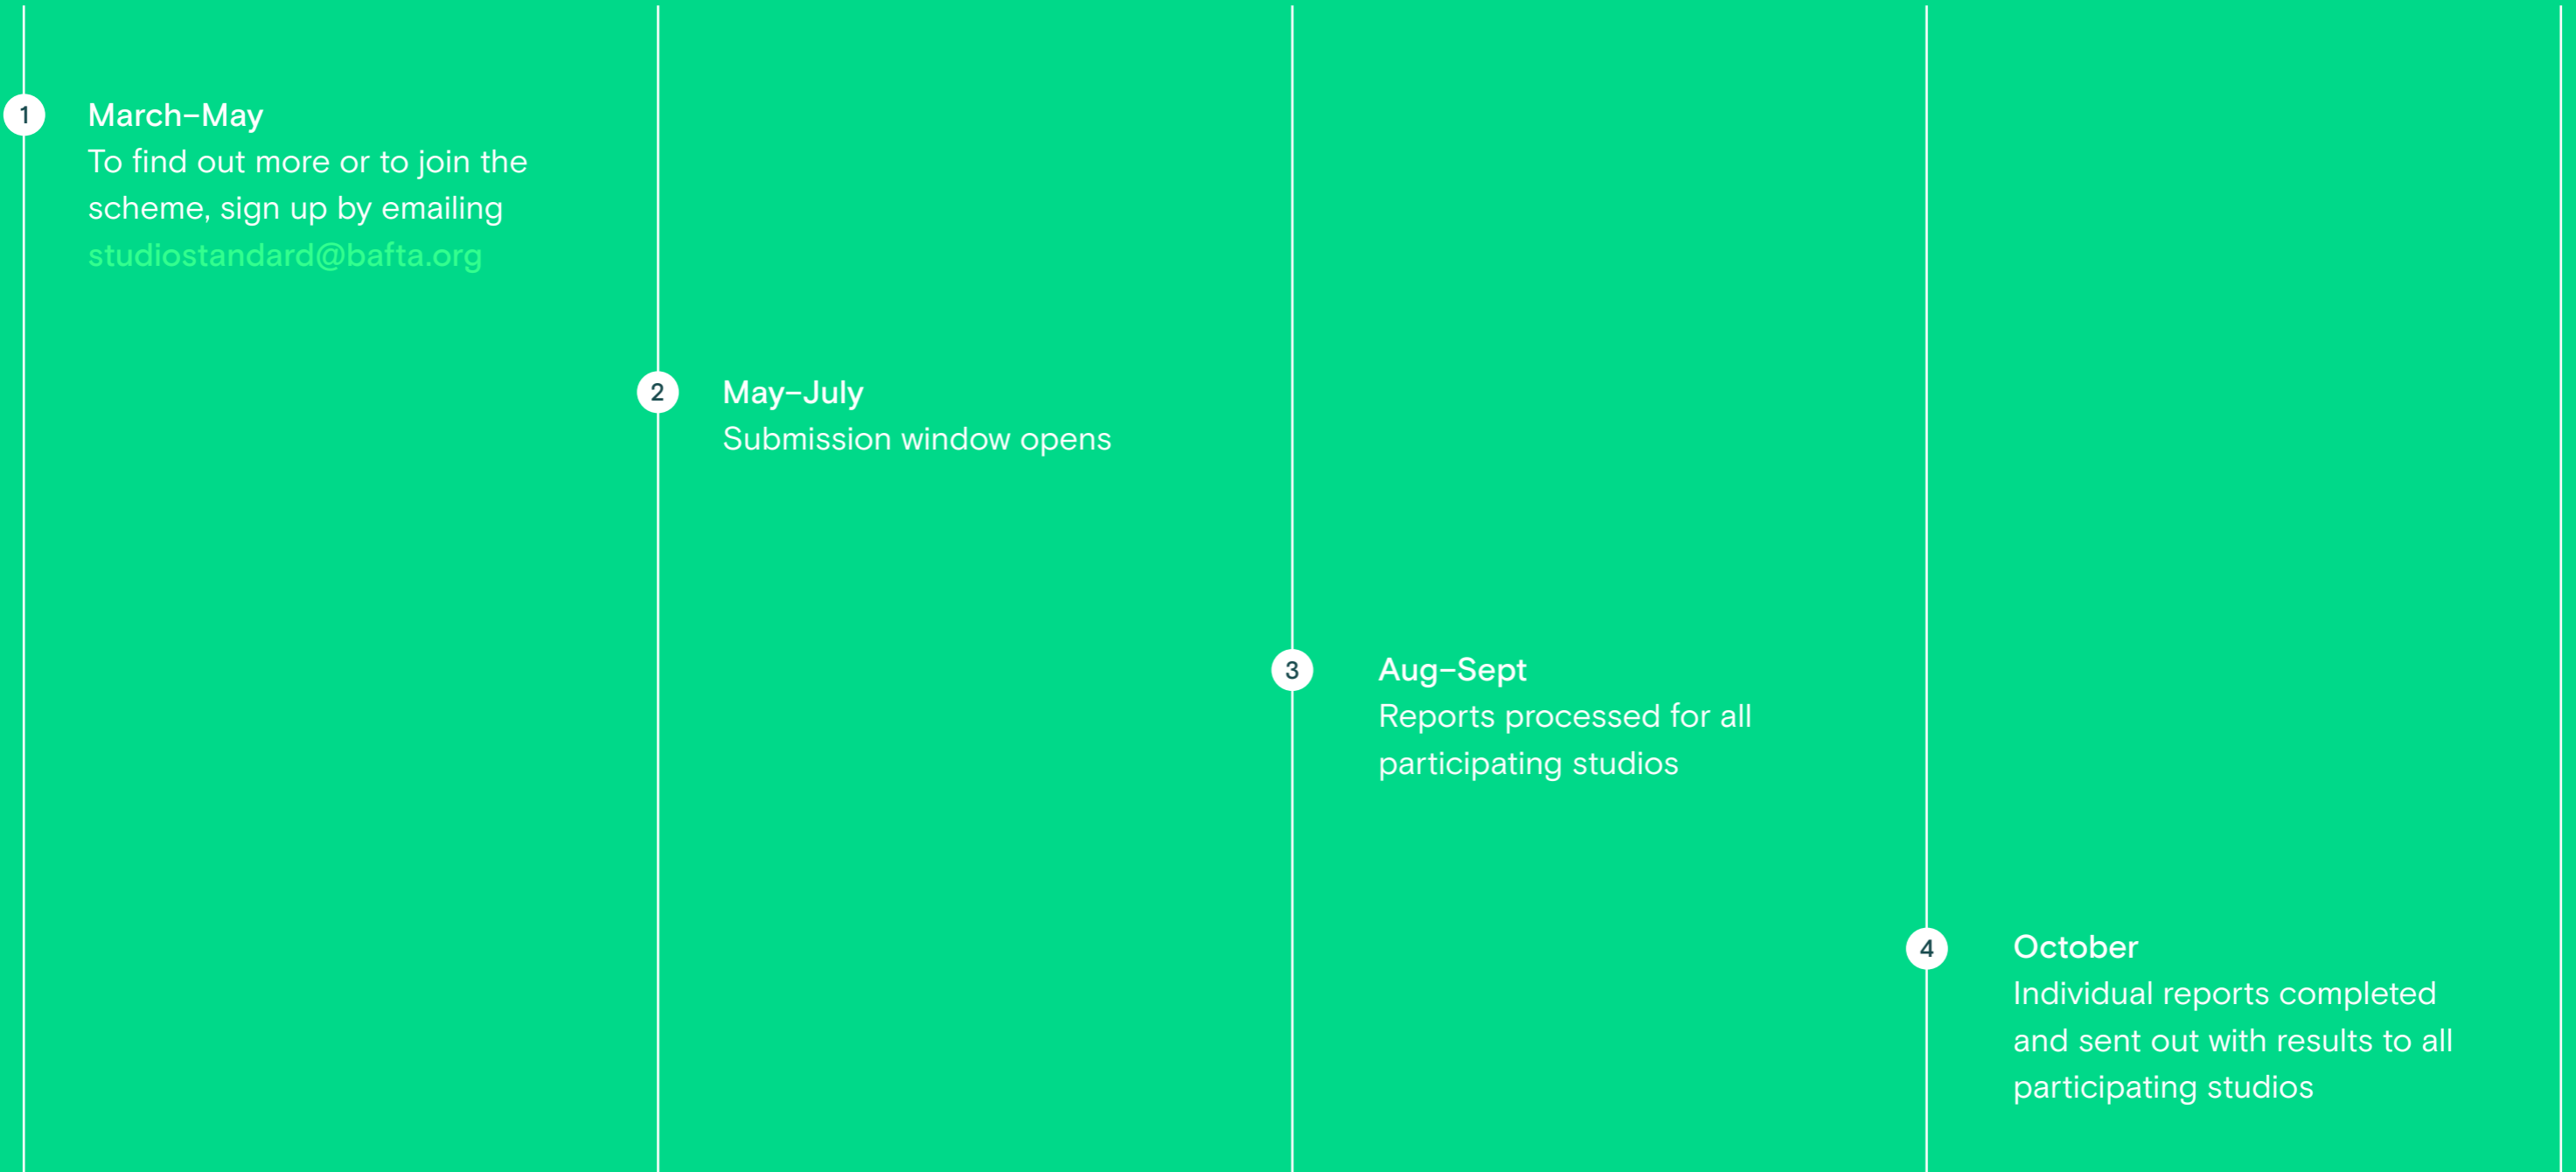 1
March–May
To find out more or to join the
scheme, sign up by emailing
studiostandard@bafta.org
2
May–July
Submission window opens
3
Aug–Sept
Reports processed for all
participating studios
4
October
Individual reports completed
and sent out with results to all
participating studios